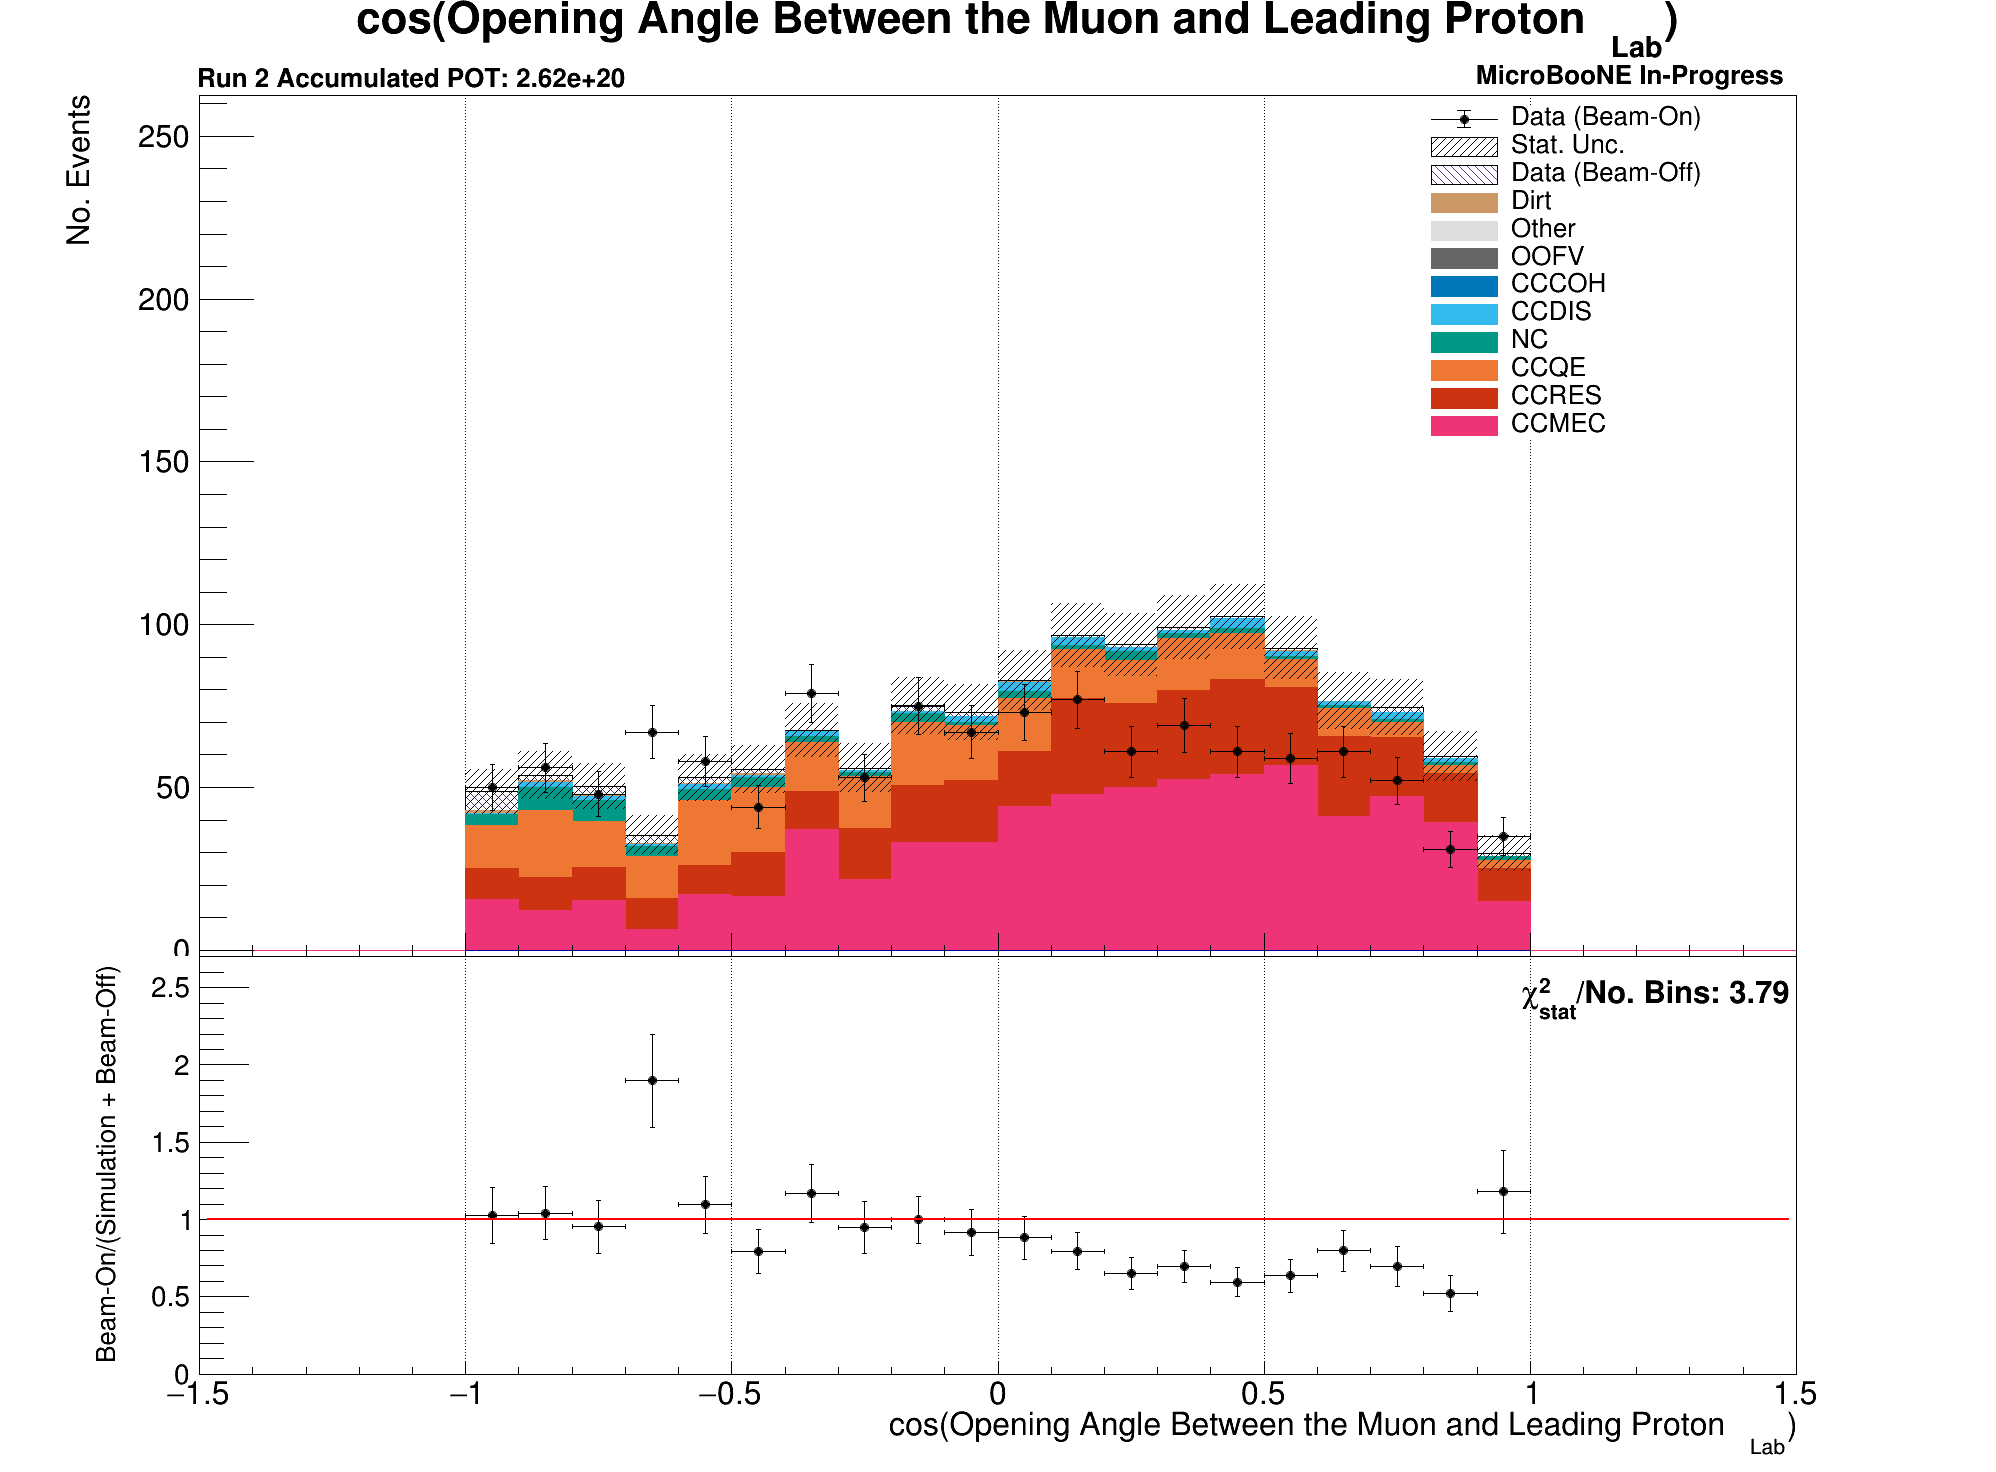 cos(Opening Angle Between the Muon and Leading Proton Lab)
Run 2 Accumulated POT: 2.62e+20
MicroBooNE In-Progress
No. Events
250
200
150
100
50
0
Data (Beam-On)
Stat. Unc.
Data (Beam-Off)
Dirt
Other
OOFV
CCCOH
CCDIS
NC
CCQE
CCRES
CCMEC
Beam-On/(Simulation + Beam-Off)
2.5
2
1.5
1
0.5
0
χ²stat/No. Bins: 3.79
−1.5 −1 −0.5 0 0.5 1 1.5
cos(Opening Angle Between the Muon and Leading Proton Lab)